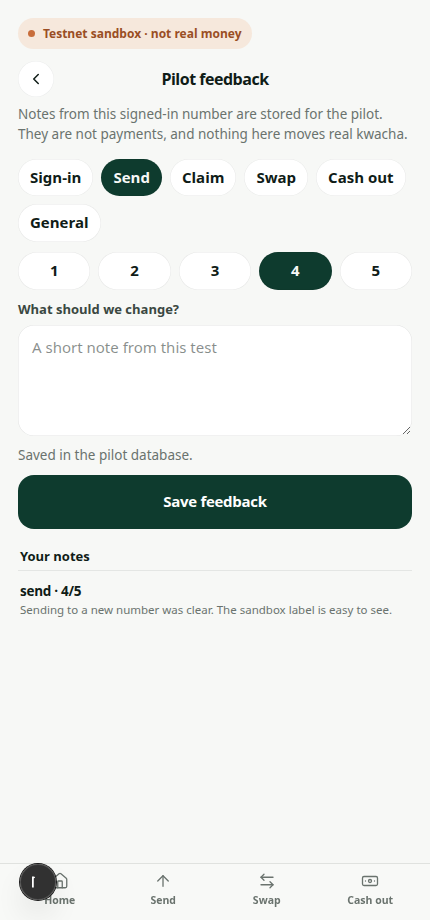 Testnet sandbox · not real money
Pilot feedback
Notes from this signed-in number are stored for the pilot.
They are not payments, and nothing here moves real kwacha.
Sign-in Send Claim Swap Cash out
General
1 2 3 4 5
What should we change?
A short note from this test
Saved in the pilot database.
Save feedback
Your notes
send · 4/5
Sending to a new number was clear. The sandbox label is easy to see.
Home Send Swap Cash out